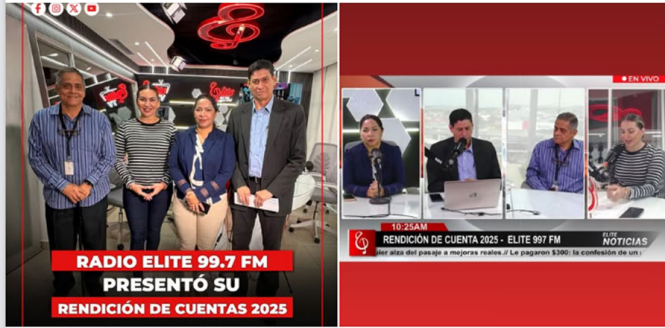 RADIO ELITE 99.7 FM
PRESENTÓ SU
RENDICIÓN DE CUENTAS 2025
EN VIVO
10:25AM
RENDICIÓN DE CUENTA 2025 - ELITE 997 FM
ELITE
NOTICIAS
alza del pasaje a mejoras reales.// Le pagaron $300: la confesión de un